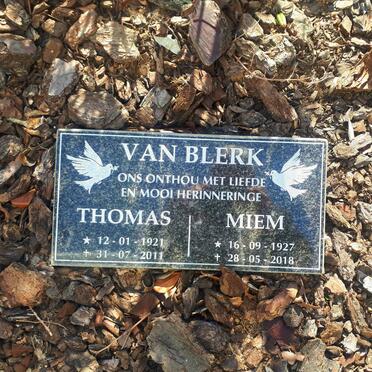 VAN BLERK
ONS ONTHOU MET LIEFDE
EN MOOI HERINNERINGE
THOMAS MIEM
★ 12 - 01 - 1921 ★ 16 - 09 - 1927
✝ 31 - 07 - 2011 ✝ 28 - 05 - 2018